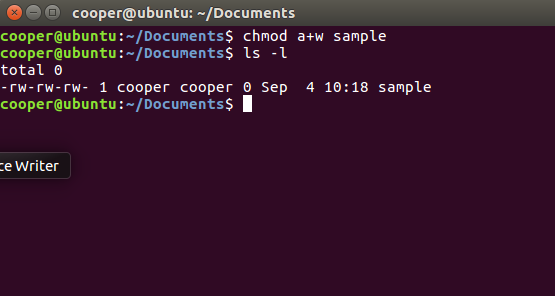 cooper@ubuntu: ~/Documents
cooper@ubuntu:~/Documents$ chmod a+w sample
cooper@ubuntu:~/Documents$ ls -l
total 0
-rw-rw-rw- 1 cooper cooper 0 Sep  4 10:18 sample
cooper@ubuntu:~/Documents$
ce Writer